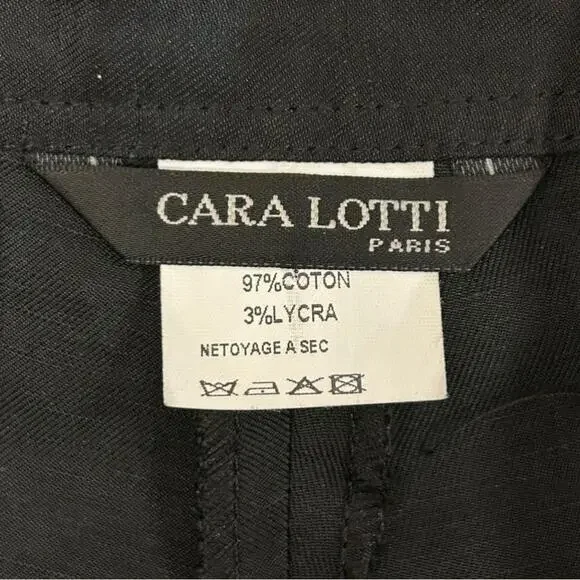 CARA LOTTI
PARIS
97%COTON
3%LYCRA
NETOYAGE A SEC